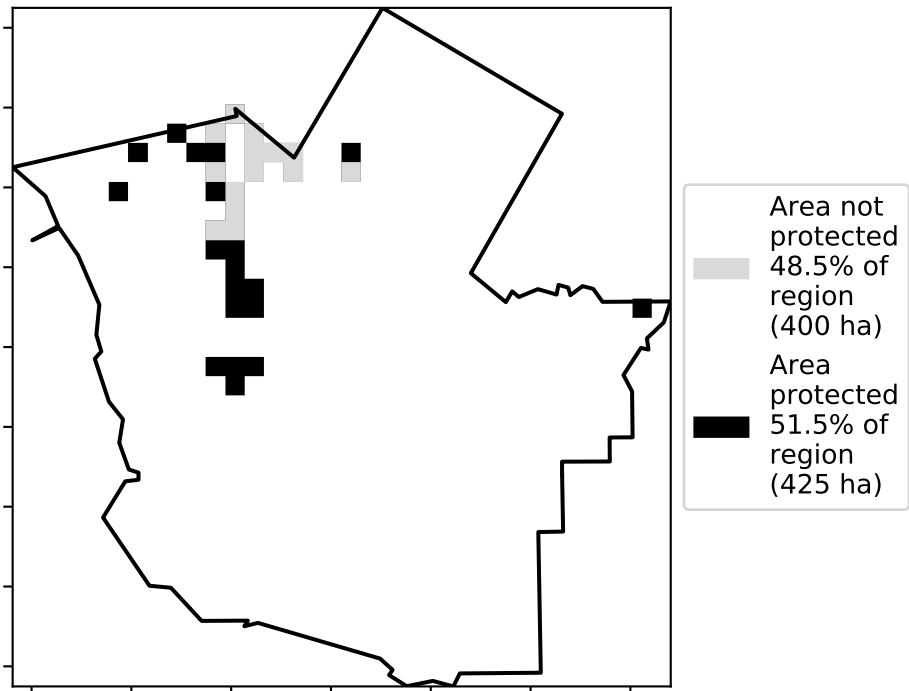 Area not
protected
48.5% of
region
(400 ha)
Area
protected
51.5% of
region
(425 ha)